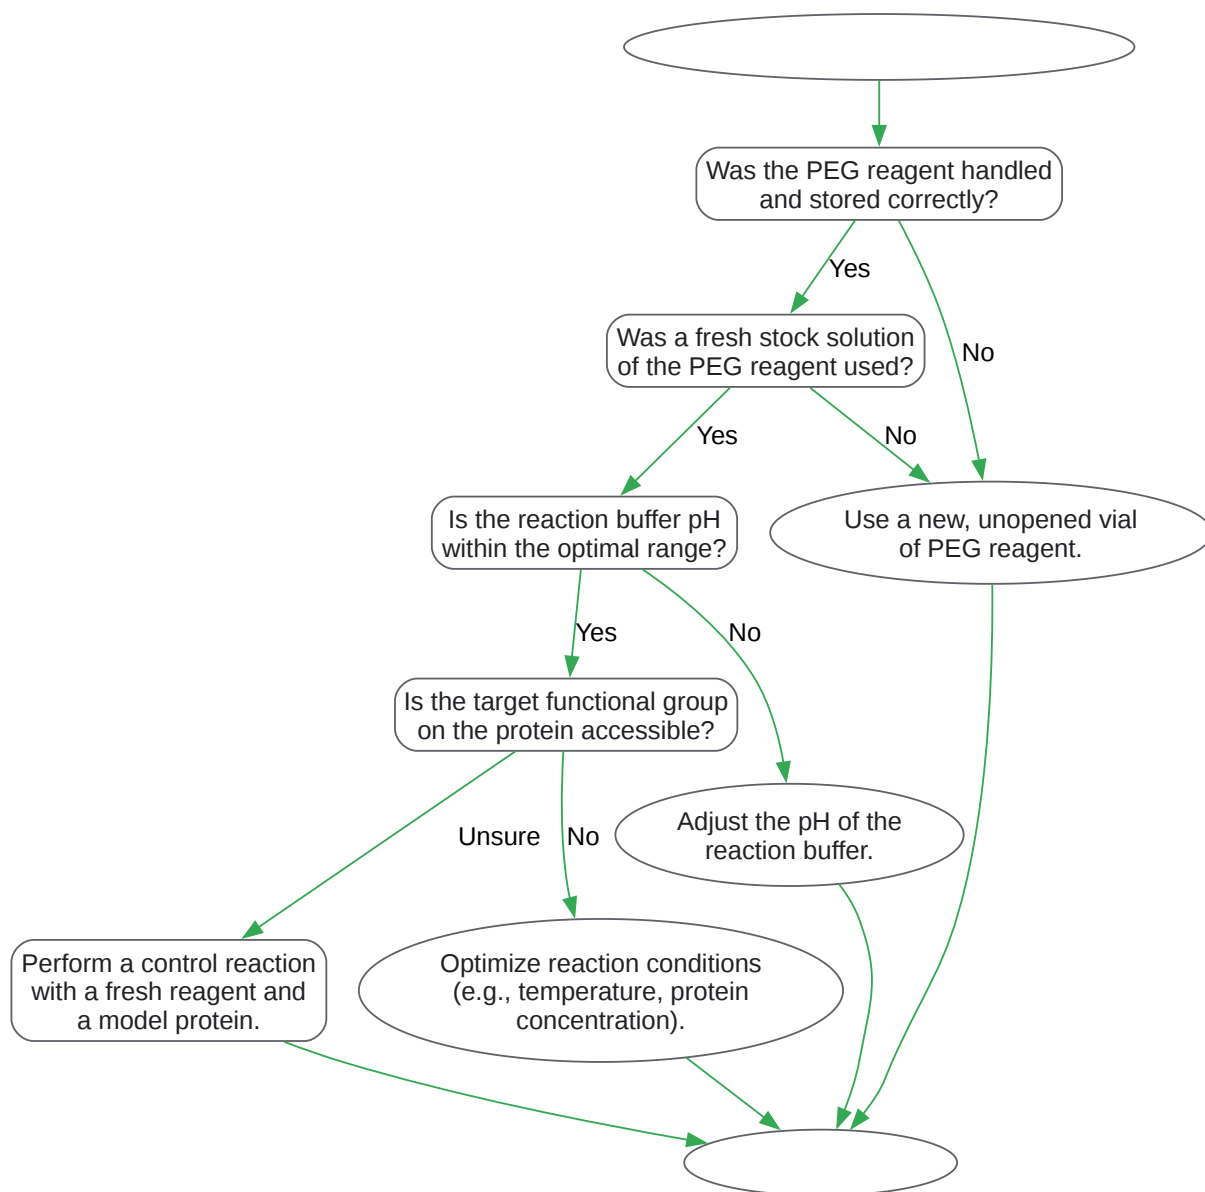 Was the PEG reagent handled
and stored correctly?
Yes
Was a fresh stock solution
of the PEG reagent used?
No
Yes
No
Is the reaction buffer pH
within the optimal range?
Use a new, unopened vial
of PEG reagent.
Yes
No
Is the target functional group
on the protein accessible?
Adjust the pH of the
reaction buffer.
Unsure
No
Perform a control reaction
with a fresh reagent and
a model protein.
Optimize reaction conditions
(e.g., temperature, protein
concentration).